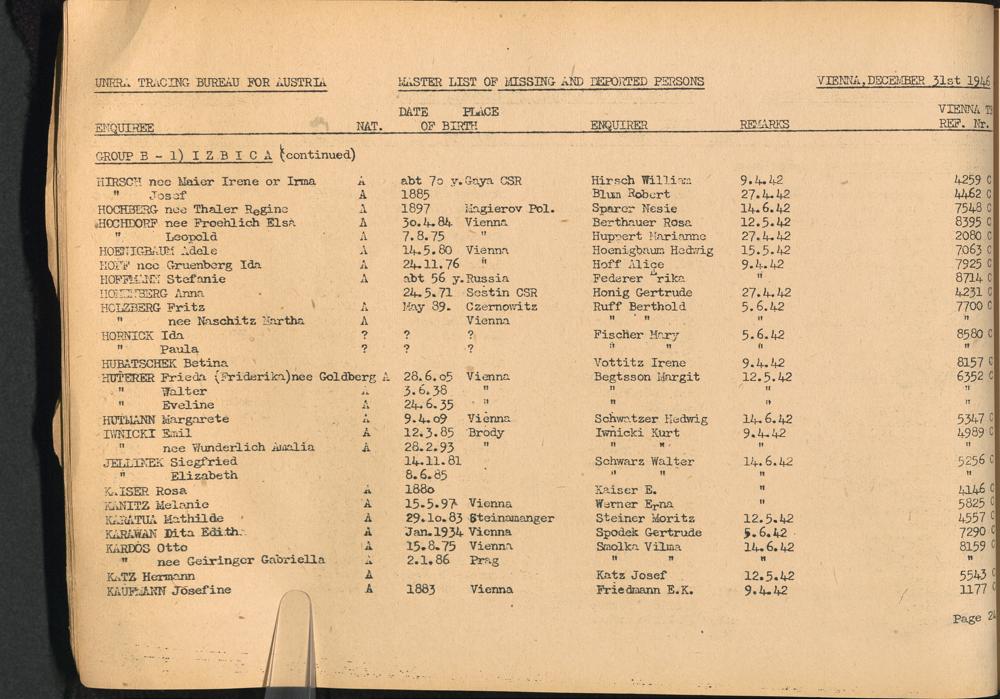 UNRRA TRACING BUREAU FOR AUSTRIA MASTER LIST OF MISSING AND DEPORTED PERSONS VIENNA, DECEMBER 31st 1946
DATE PLACE VIENNA
ENQUIREE NAT. OF BIRTH ENQUIRER REMARKS REF. Nr.
GROUP B - 1) I Z B I C A (continued)
HIRSCH nee Maier Irene or Irma A abt 70 y. Gaya CSR Hirsch William 9.4.42 4259 C
" Josef A 1885 Blum Robert 27.4.42 4462 C
HOCHBERG nee Thaler Regine A 1897 Magierov Pol. Sparer Nesie 14.6.42 7548 C
HOCHDORF nee Froehlich Elsa A 30.4.84 Vienna Berthauer Rosa 12.5.42 8395 C
" Leopold A 7.8.75 " Huppert Marianne 27.4.42 2080 C
HOENIGBAUM Adele A 14.5.80 Vienna Hoenigbaum Hedwig 15.5.42 7063 C
HOFF nee Gruenberg Ida A 24.11.76 " Hoff Alice 9.4.42 7925 C
HOFFMANN Stefanie A abt 56 y. Russia Federer Erika " 8714 C
HONIGBERG Anna 24.5.71 Sestin CSR Honig Gertrude 27.4.42 4231 C
HOLZBERG Fritz A May 89. Czernowitz Ruff Berthold 5.6.42 7700 C
" nee Naschitz Martha A Vienna " " " "
HORNICK Ida ? ? ? Fischer Mary 5.6.42 8580 C
" Paula ? ? ? " " " "
HUBATSCHEK Betina Vottitz Irene 9.4.42 8157 C
HUTERER Frieda (Friderika)nee Goldberg A 28.6.05 Vienna Begtsson Margit 12.5.42 6352 C
" Walter A 3.6.38 " " " "
" Eveline A 24.6.35 " " " "
HUTMANN Margarete A 9.4.09 Vienna Schwatzer Hedwig 14.6.42 5347 C
IWNICKI Emil A 12.3.85 Brody Iwnicki Kurt 9.4.42 4989 C
" nee Wunderlich Amalia A 28.2.93 " " " " "
JELLINEK Siegfried 14.11.81 Schwarz Walter 14.6.42 5256 C
" Elizabeth 8.6.85 " " " "
KAISER Rosa A 1880 Kaiser E. " 4146 C
KANITZ Melanie A 15.5.97 Vienna Werner Erna " 5825 C
KARATUA Mathilde A 29.10.83 Steinamanger Steiner Moritz 12.5.42 4557 C
KARAWAN Dita Edith. A Jan.1934 Vienna Spodek Gertrude 5.6.42 7290 C
KARDOS Otto A 15.8.75 Vienna Smolka Vilma 14.6.42 8159 C
" nee Geiringer Gabriella A 2.1.86 Prag " " " "
KATZ Hermann A Katz Josef 12.5.42 5543 C
KAUFMANN Josefine A 1883 Vienna Friedmann E.K. 9.4.42 1177 C
Page